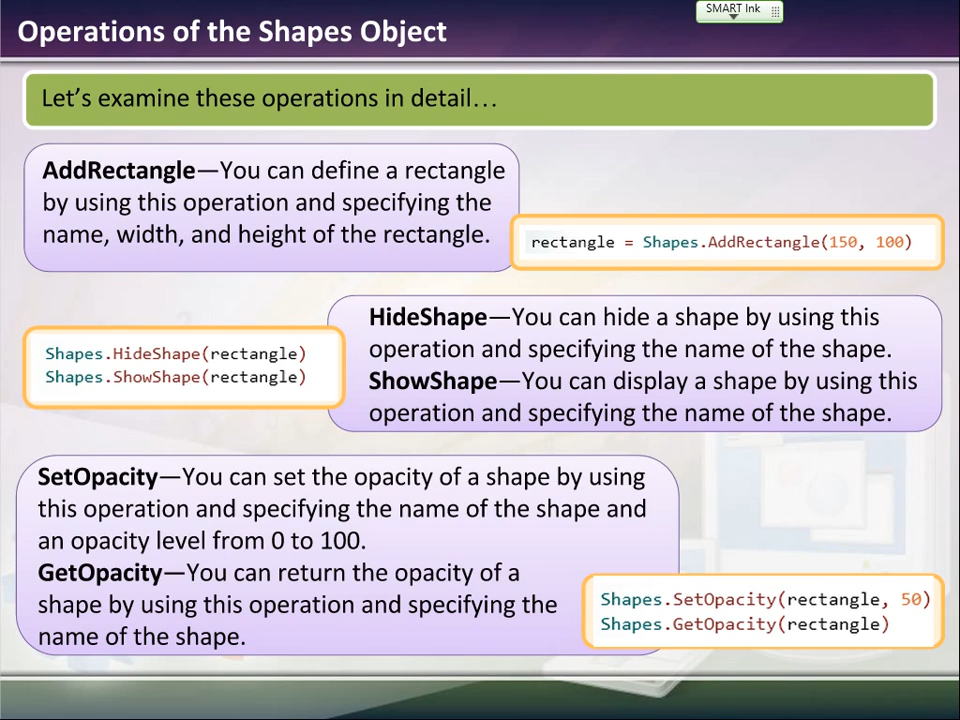 SMART Ink
Operations of the Shapes Object
Let’s examine these operations in detail…
AddRectangle—You can define a rectangle
by using this operation and specifying the
name, width, and height of the rectangle.
rectangle = Shapes.AddRectangle(150, 100)
HideShape—You can hide a shape by using this
operation and specifying the name of the shape.
ShowShape—You can display a shape by using this
operation and specifying the name of the shape.
Shapes.HideShape(rectangle)
Shapes.ShowShape(rectangle)
SetOpacity—You can set the opacity of a shape by using
this operation and specifying the name of the shape and
an opacity level from 0 to 100.
GetOpacity—You can return the opacity of a
shape by using this operation and specifying the
name of the shape.
Shapes.SetOpacity(rectangle, 50)
Shapes.GetOpacity(rectangle)